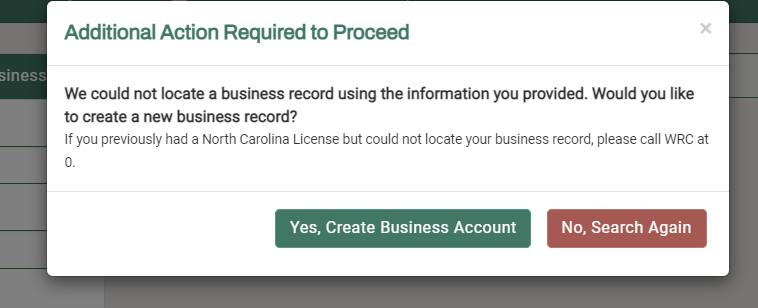 Additional Action Required to Proceed
×
siness
We could not locate a business record using the information you provided. Would you like
to create a new business record?
If you previously had a North Carolina License but could not locate your business record, please call WRC at
0.
Yes, Create Business Account
No, Search Again